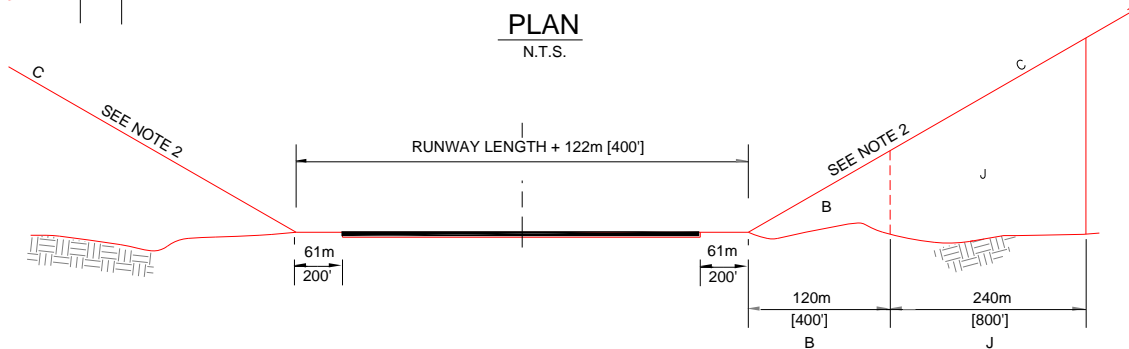 PLAN
N.T.S.
C
SEE NOTE 2
RUNWAY LENGTH + 122m [400']
SEE NOTE 2
C
J
B
61m
200'
61m
200'
120m
[400']
B
240m
[800']
J